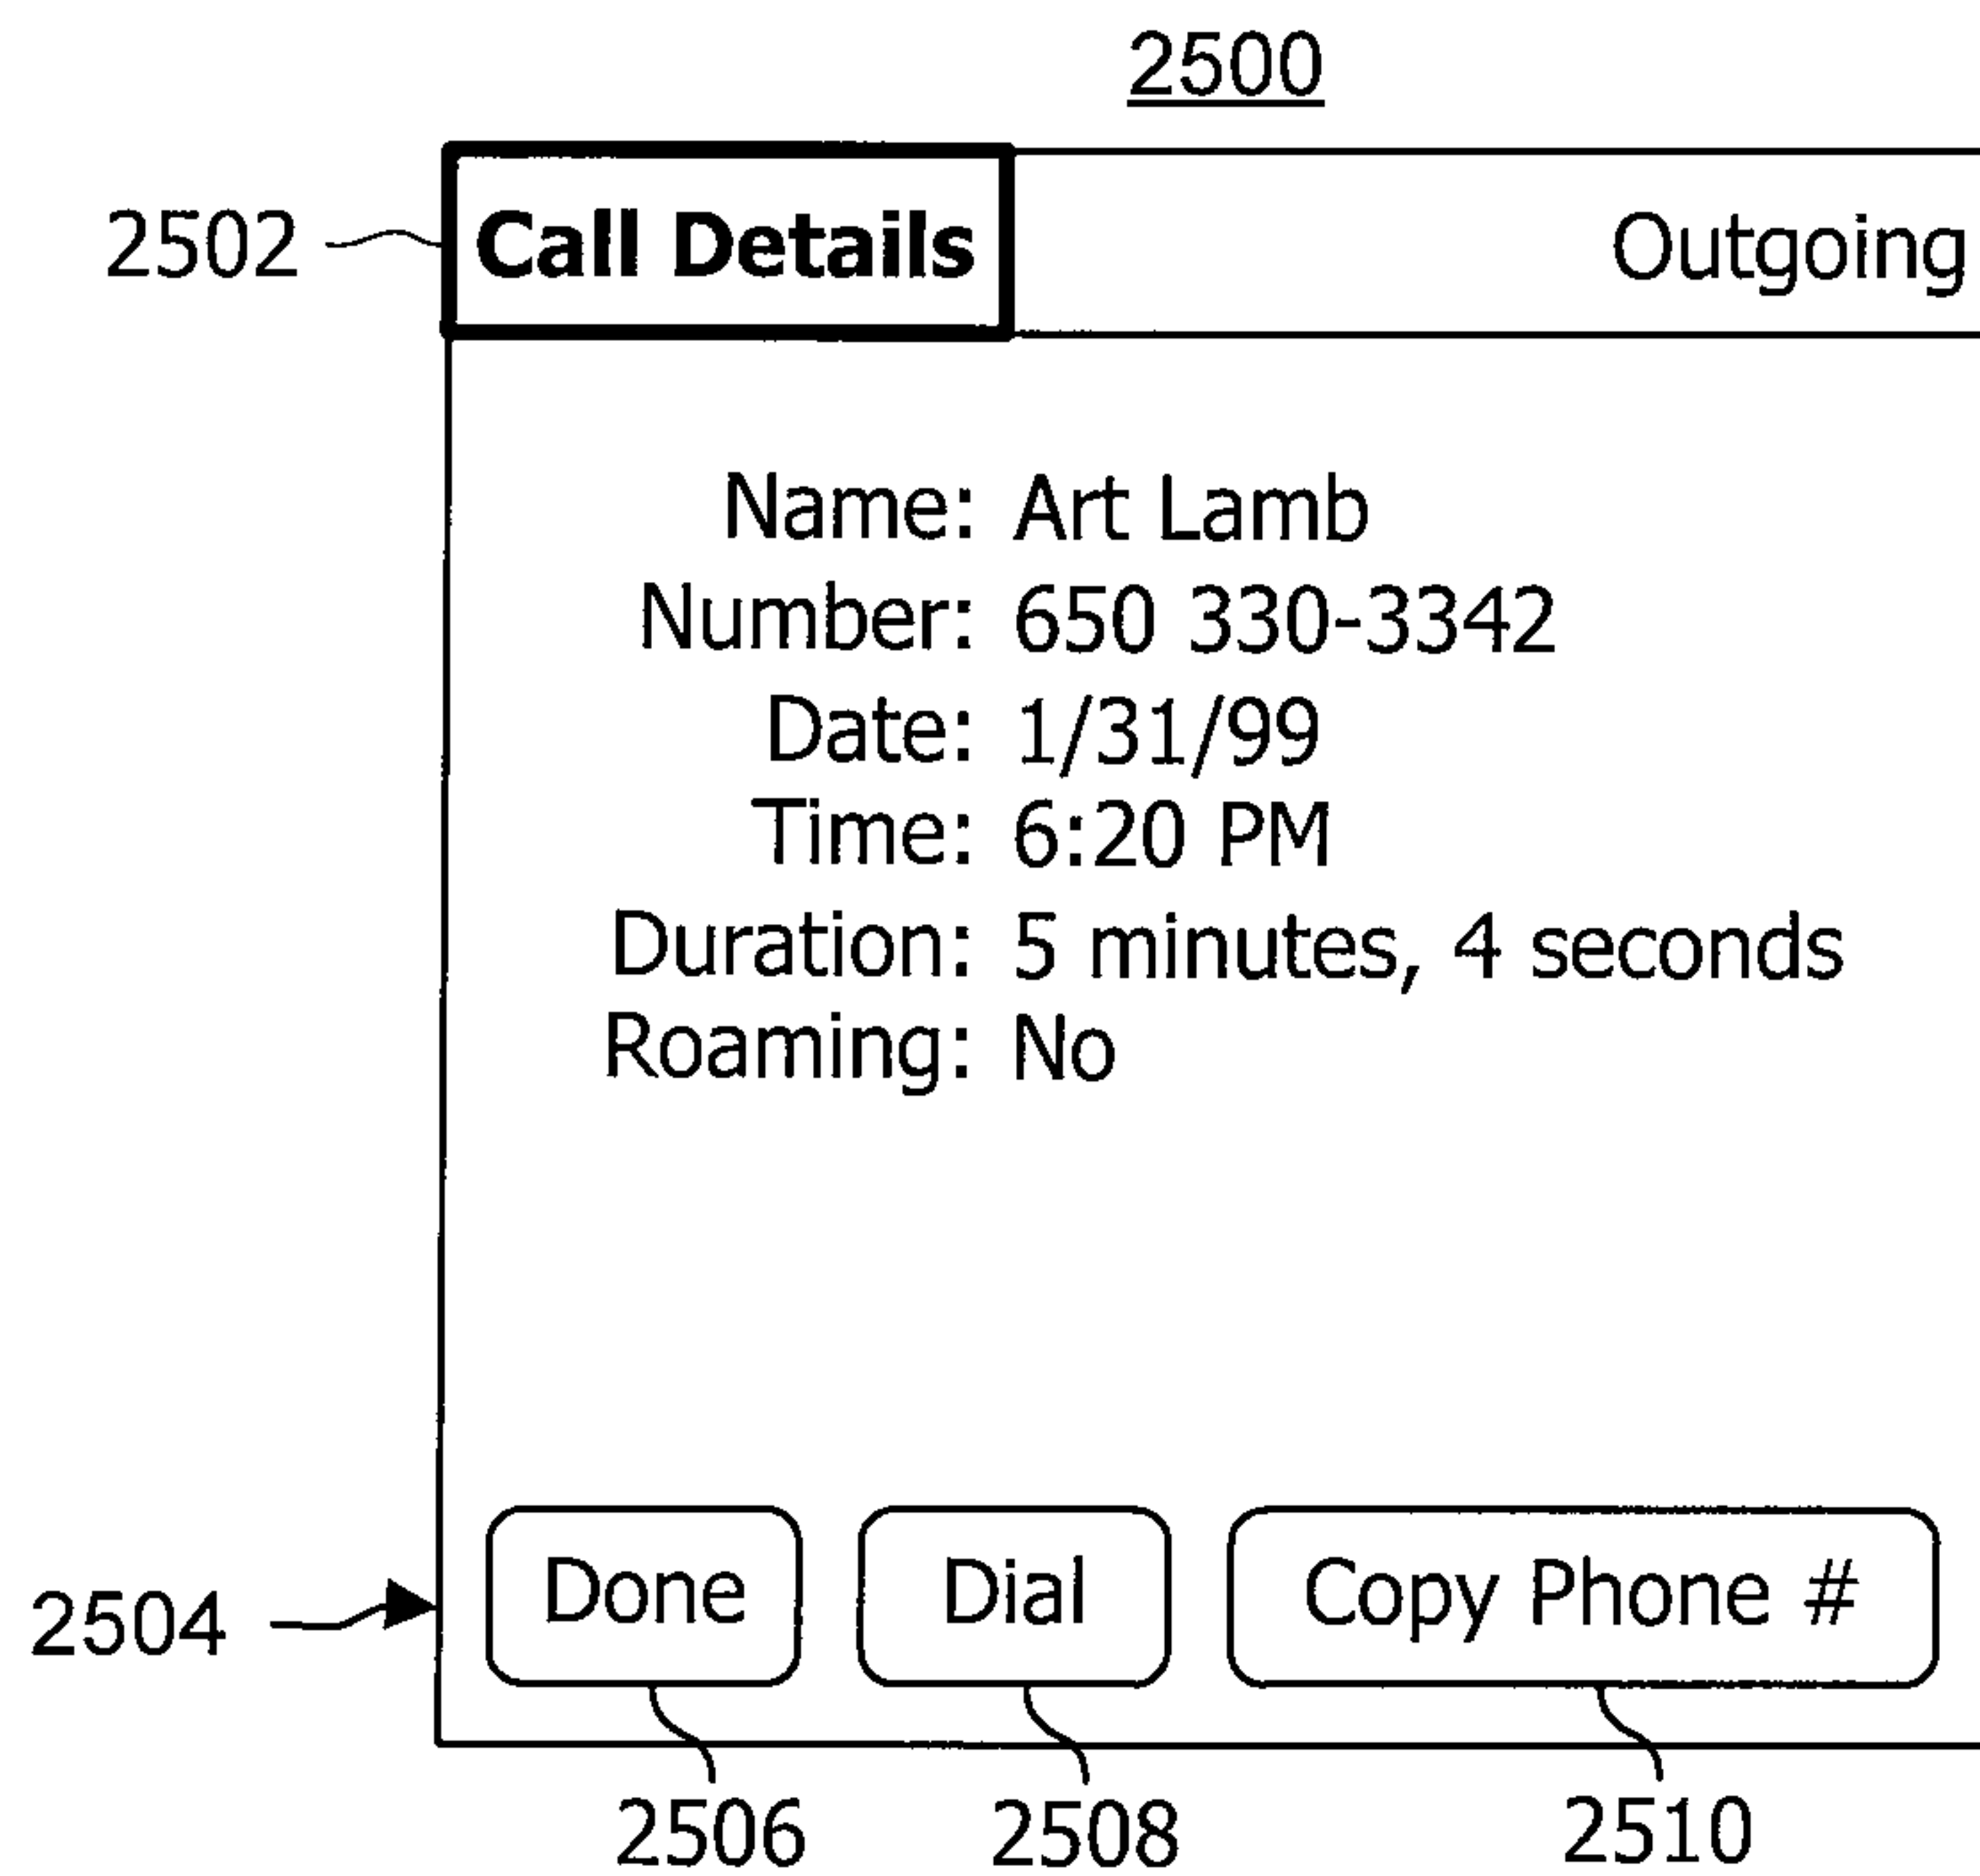 2500
2502 Call Details Outgoing
Name: Art Lamb
Number: 650 330-3342
Date: 1/31/99
Time: 6:20 PM
Duration: 5 minutes, 4 seconds
Roaming: No
2504 Done Dial Copy Phone #
2506 2508 2510